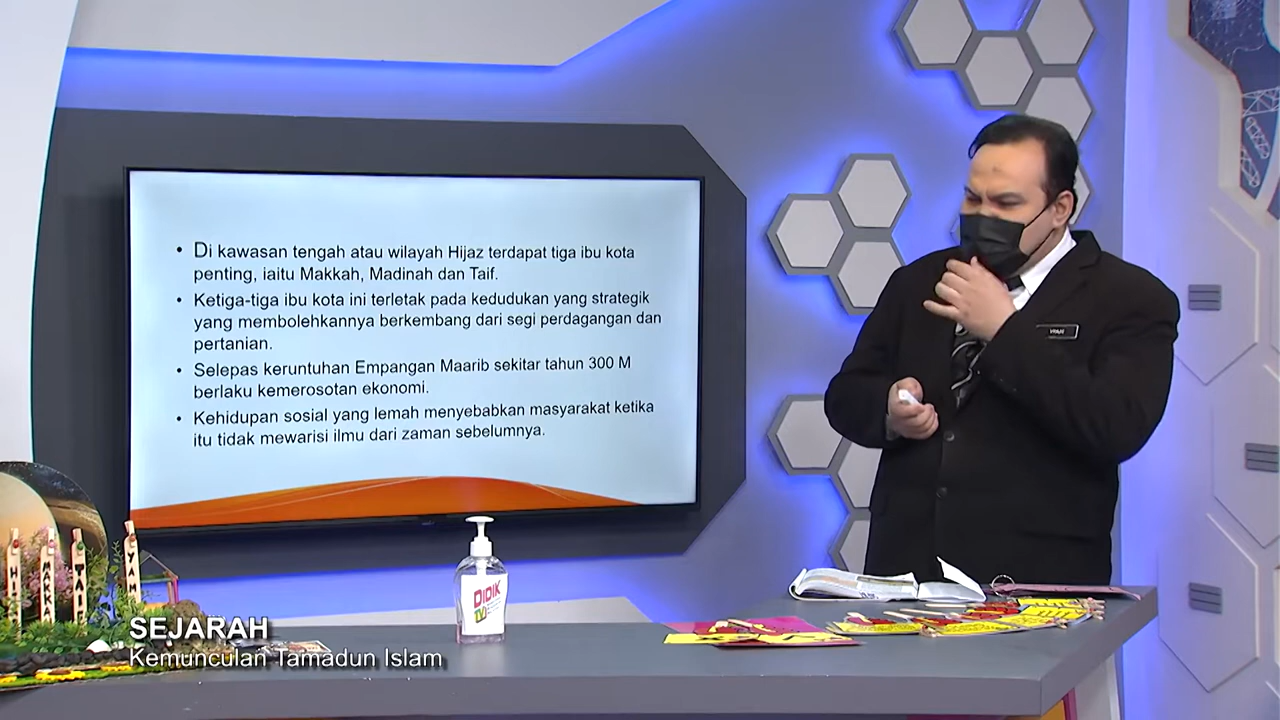 • Di kawasan tengah atau wilayah Hijaz terdapat tiga ibu kota
penting, iaitu Makkah, Madinah dan Taif.
• Ketiga-tiga ibu kota ini terletak pada kedudukan yang strategik
yang membolehkannya berkembang dari segi perdagangan dan
pertanian.
• Selepas keruntuhan Empangan Maarib sekitar tahun 300 M
berlaku kemerosotan ekonomi.
• Kehidupan sosial yang lemah menyebabkan masyarakat ketika
itu tidak mewarisi ilmu dari zaman sebelumnya.
DIDIK
TV
SEJARAH
Kemunculan Tamadun Islam